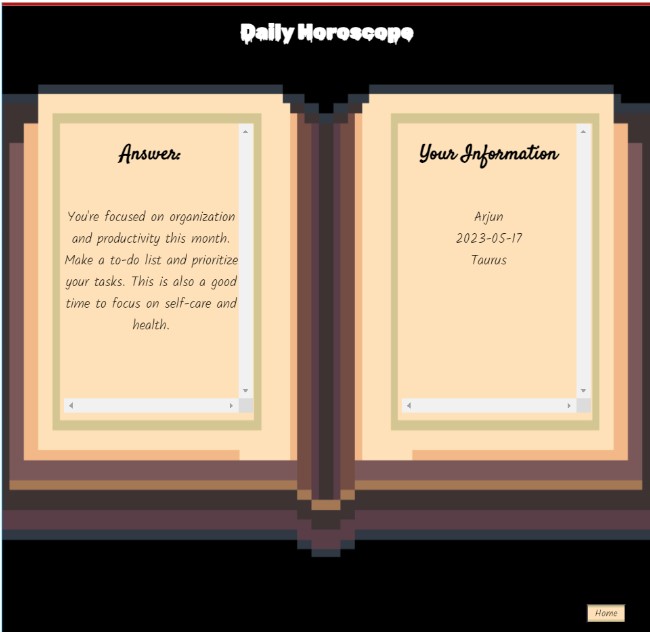 Daily Horoscope
Answer:
You're focused on organization
and productivity this month.
Make a to-do list and prioritize
your tasks. This is also a good
time to focus on self-care and
health.
Your Information
Arjun
2023-05-17
Taurus
Home